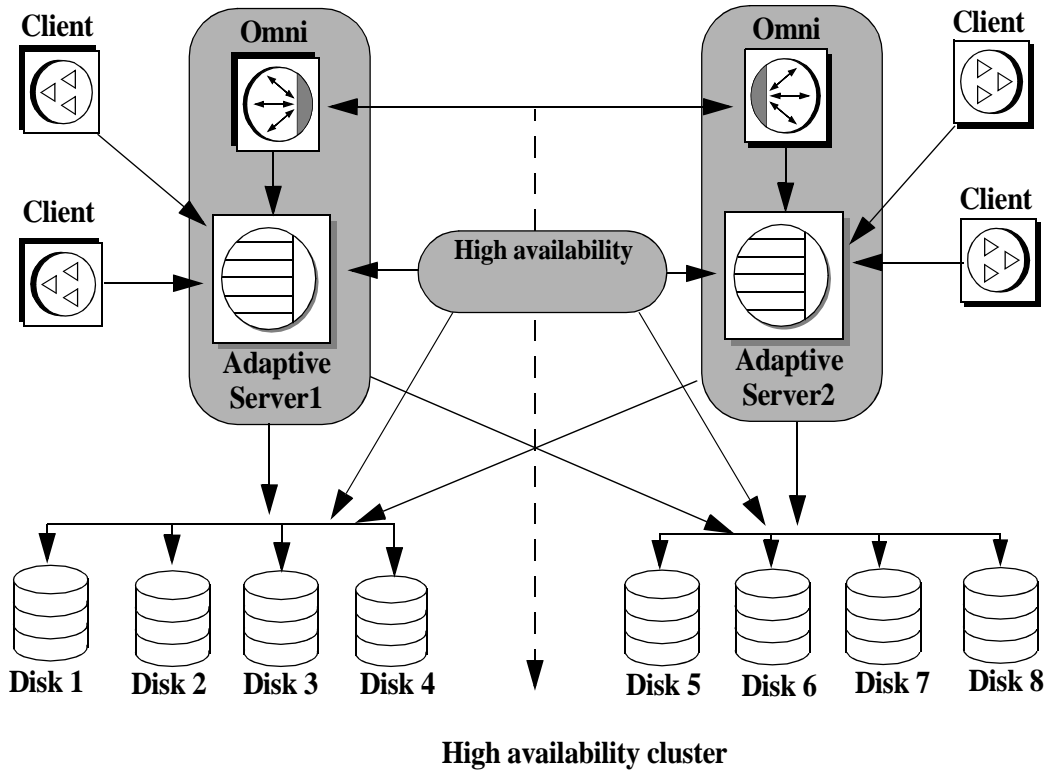 Client
Omni
Omni
Client
Client
Client
High availability
Adaptive
Server1
Adaptive
Server2
Disk 1
Disk 2
Disk 3
Disk 4
Disk 5
Disk 6
Disk 7
Disk 8
High availability cluster